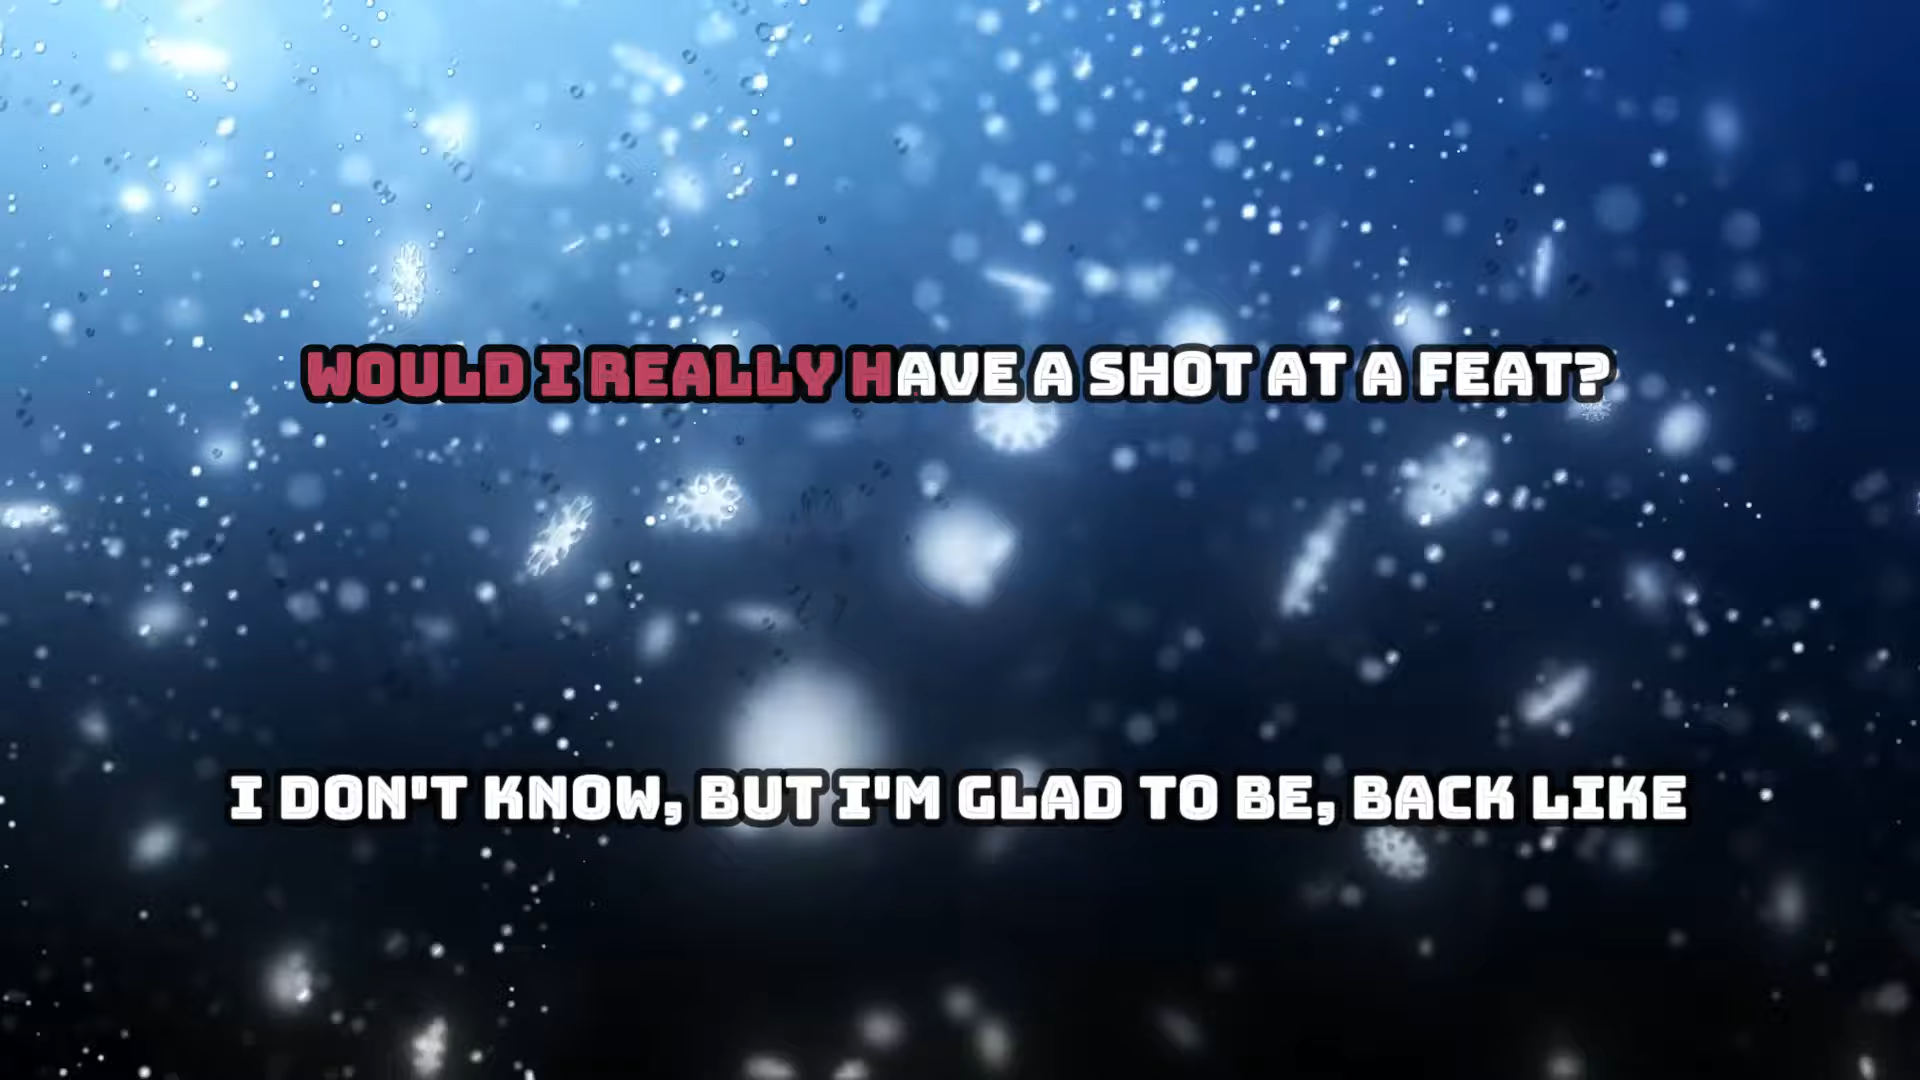 WOULD I REALLY HAVE A SHOT AT A FEAT?
I DON'T KNOW, BUT I'M GLAD TO BE, BACK LIKE